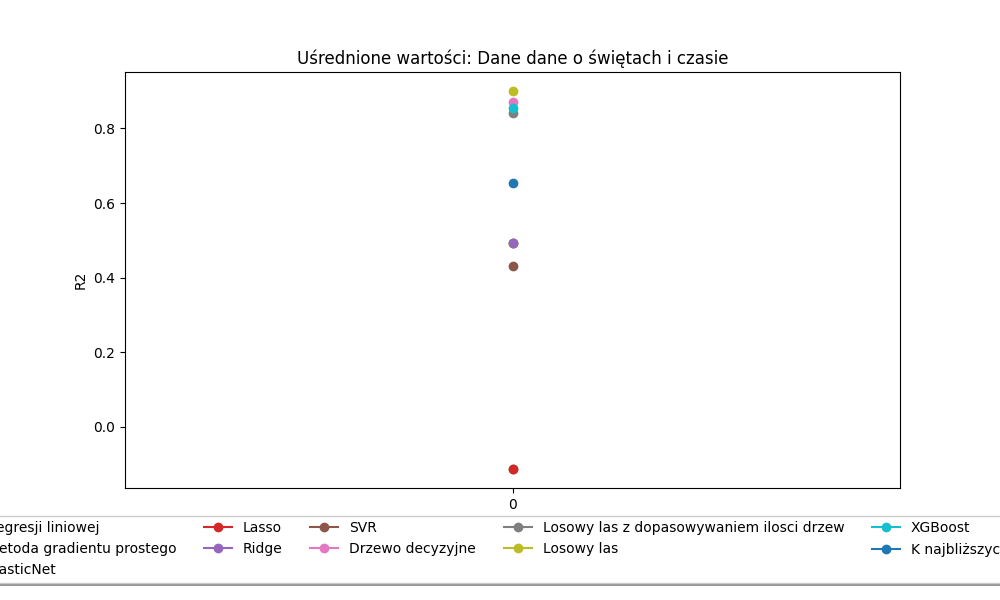 Uśrednione wartości: Dane dane o świętach i czasie
R2
0.8
0.6
0.4
0.2
0.0
0
egresji liniowej
etoda gradientu prostego
asticNet
Lasso
Ridge
SVR
Drzewo decyzyjne
Losowy las z dopasowywaniem ilosci drzew
Losowy las
XGBoost
K najbliższyc